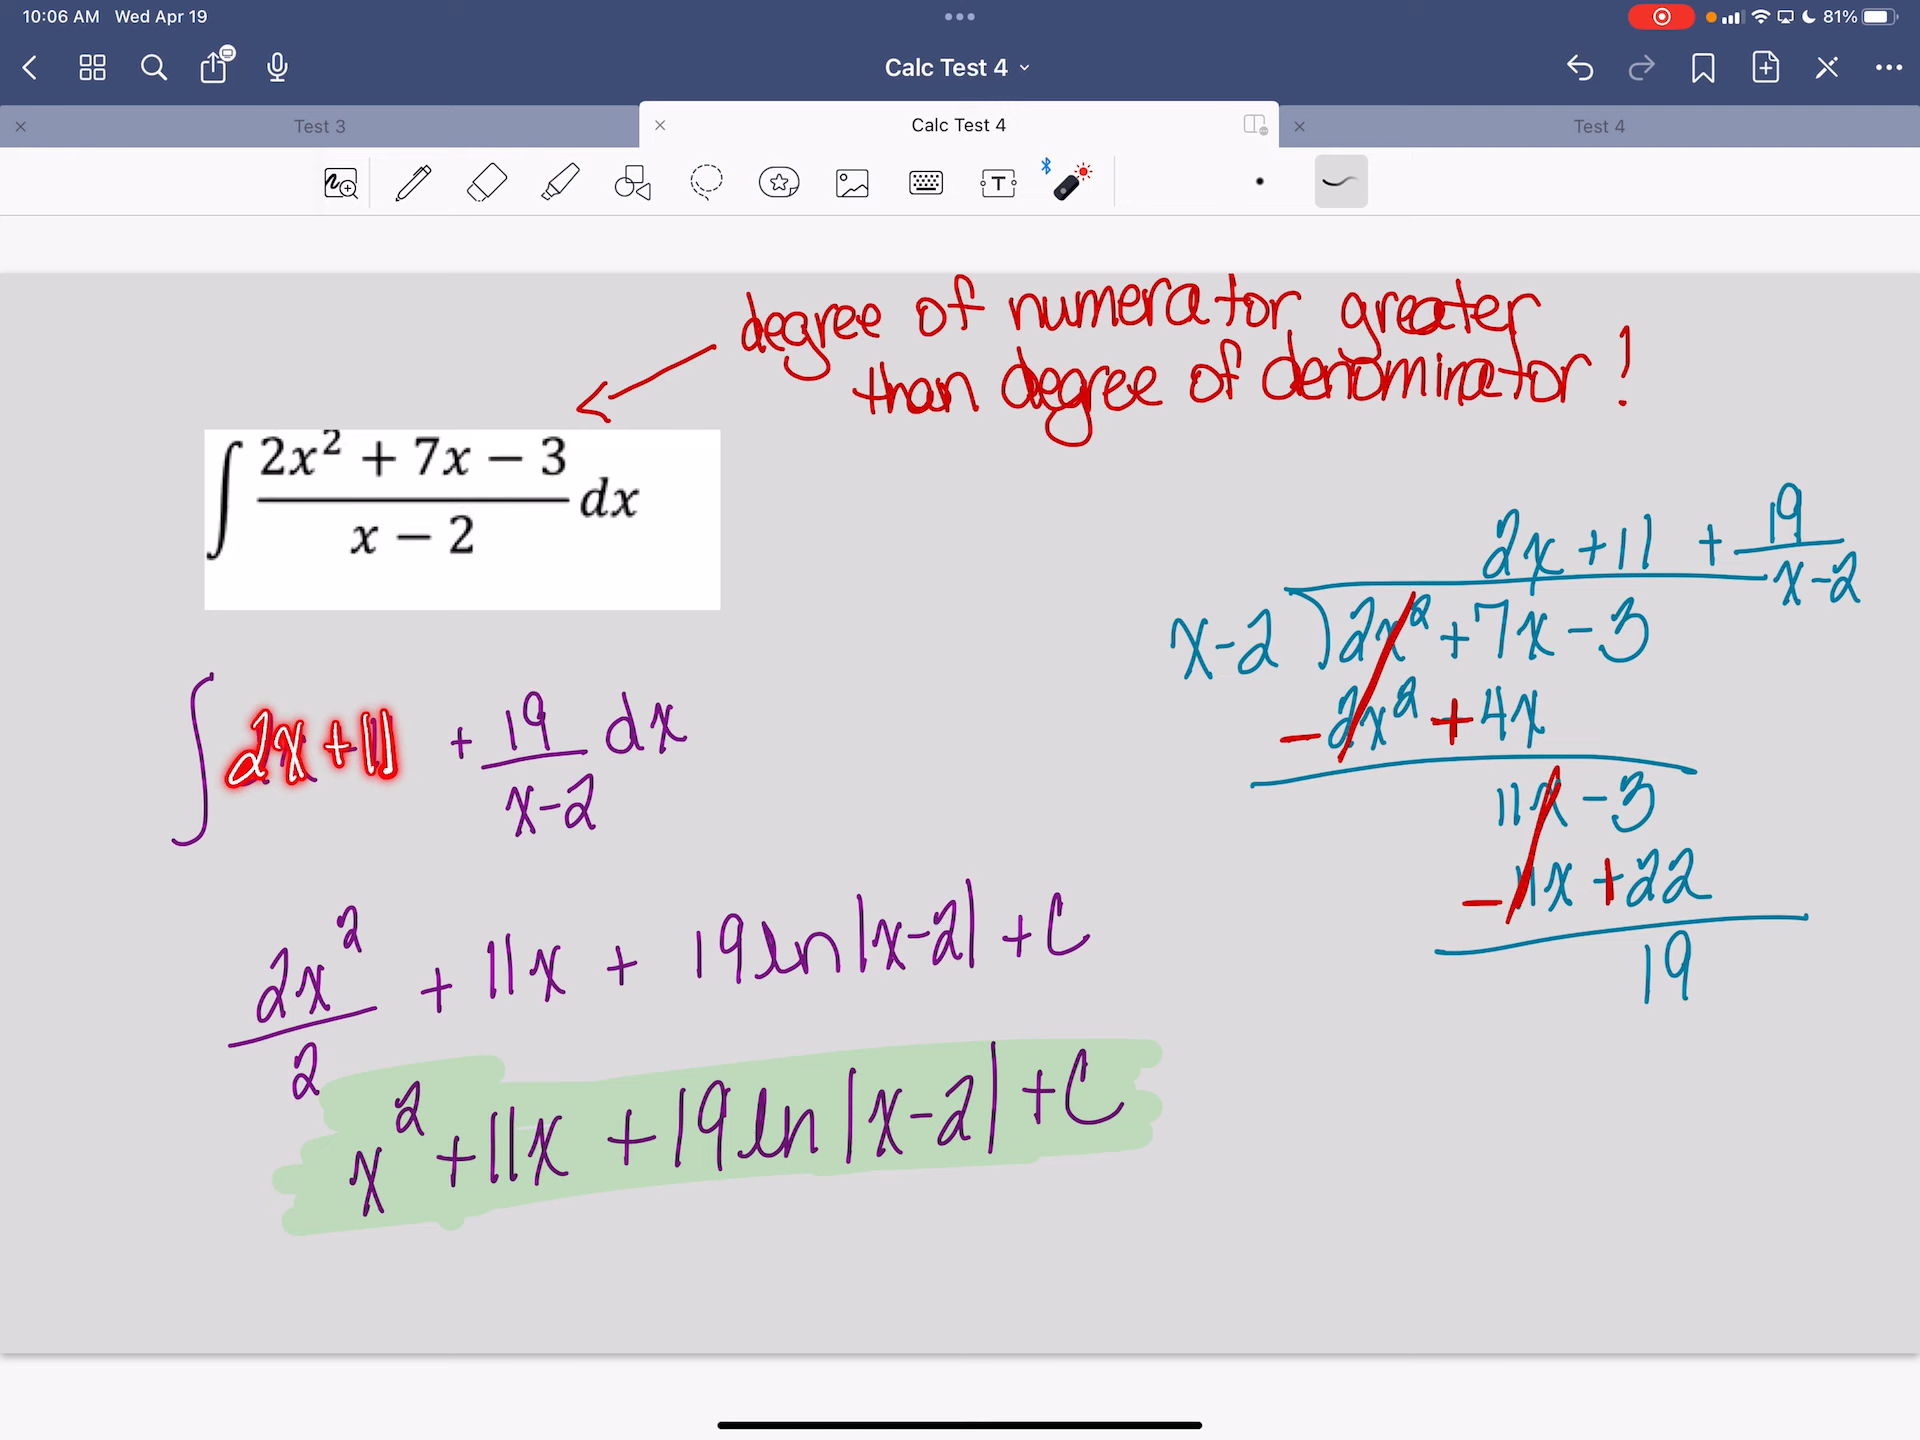 10:06 AM Wed Apr 19
81%
Calc Test 4
Test 3
Calc Test 4
Test 4
T
degree of numerator greater
than degree of denominator!
∫ (2x² + 7x − 3)/(x − 2) dx
2x + 11 + 19/(x-2)
x-2 ) 2x² + 7x - 3
- 2x² + 4x
11x - 3
- 11x + 22
19
∫ 2x + 11 + 19/(x-2) dx
2x²/2 + 11x + 19 ln|x-2| + C
x² + 11x + 19 ln|x-2| + C